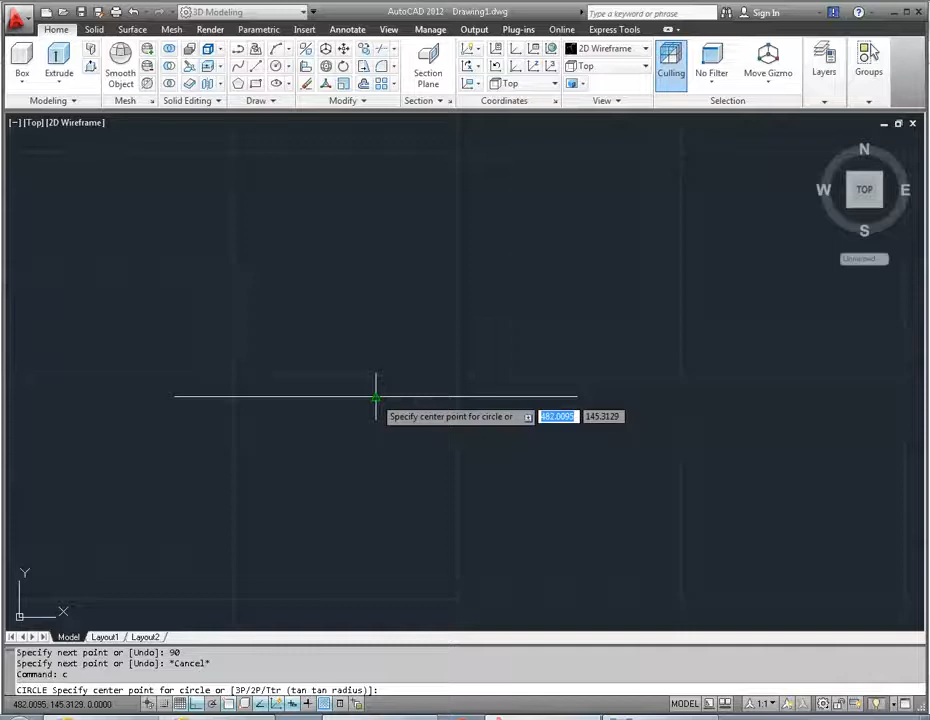 3D Modeling
AutoCAD 2012 Drawing1.dwg
Type a keyword or phrase
Sign In
Home Solid Surface Mesh Render Parametric Insert Annotate View Manage Output Plug-ins Online Express Tools
Box
Extrude
Smooth
Object
Section
Plane
2D Wireframe
Top
Top
Culling
No Filter
Move Gizmo
Layers
Groups
Modeling
Mesh
Solid Editing
Draw
Modify
Section
Coordinates
View
Selection
[−] [Top] [2D Wireframe]
N
W
TOP
E
S
Unnamed
Specify center point for circle or
482.0095
145.3129
Y
X
Model Layout1 Layout2
Specify next point or [Undo]: 90
Specify next point or [Undo]: *Cancel*
Command: c
CIRCLE Specify center point for circle or [3P/2P/Ttr (tan tan radius)]:
482.0095, 145.3129, 0.0000
MODEL
1:1